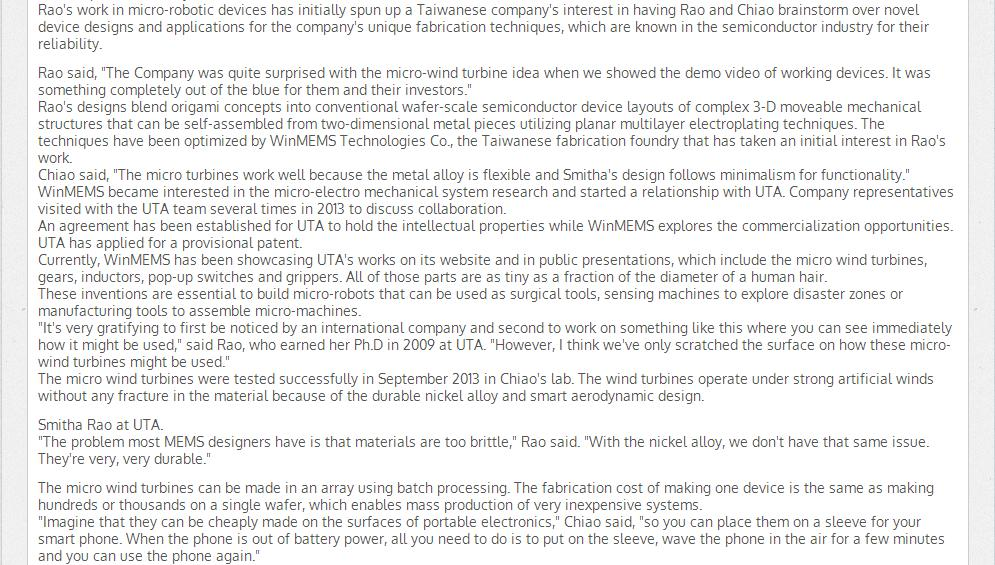 Rao's work in micro-robotic devices has initially spun up a Taiwanese company's interest in having Rao and Chiao brainstorm over novel
device designs and applications for the company's unique fabrication techniques, which are known in the semiconductor industry for their
reliability.
Rao said, "The Company was quite surprised with the micro-wind turbine idea when we showed the demo video of working devices. It was
something completely out of the blue for them and their investors."
Rao's designs blend origami concepts into conventional wafer-scale semiconductor device layouts of complex 3-D moveable mechanical
structures that can be self-assembled from two-dimensional metal pieces utilizing planar multilayer electroplating techniques. The
techniques have been optimized by WinMEMS Technologies Co., the Taiwanese fabrication foundry that has taken an initial interest in Rao's
work.
Chiao said, "The micro turbines work well because the metal alloy is flexible and Smitha's design follows minimalism for functionality."
WinMEMS became interested in the micro-electro mechanical system research and started a relationship with UTA. Company representatives
visited with the UTA team several times in 2013 to discuss collaboration.
An agreement has been established for UTA to hold the intellectual properties while WinMEMS explores the commercialization opportunities.
UTA has applied for a provisional patent.
Currently, WinMEMS has been showcasing UTA's works on its website and in public presentations, which include the micro wind turbines,
gears, inductors, pop-up switches and grippers. All of those parts are as tiny as a fraction of the diameter of a human hair.
These inventions are essential to build micro-robots that can be used as surgical tools, sensing machines to explore disaster zones or
manufacturing tools to assemble micro-machines.
"It's very gratifying to first be noticed by an international company and second to work on something like this where you can see immediately
how it might be used," said Rao, who earned her Ph.D in 2009 at UTA. "However, I think we've only scratched the surface on how these micro-
wind turbines might be used."
The micro wind turbines were tested successfully in September 2013 in Chiao's lab. The wind turbines operate under strong artificial winds
without any fracture in the material because of the durable nickel alloy and smart aerodynamic design.
Smitha Rao at UTA.
"The problem most MEMS designers have is that materials are too brittle," Rao said. "With the nickel alloy, we don't have that same issue.
They're very, very durable."
The micro wind turbines can be made in an array using batch processing. The fabrication cost of making one device is the same as making
hundreds or thousands on a single wafer, which enables mass production of very inexpensive systems.
"Imagine that they can be cheaply made on the surfaces of portable electronics," Chiao said, "so you can place them on a sleeve for your
smart phone. When the phone is out of battery power, all you need to do is to put on the sleeve, wave the phone in the air for a few minutes
and you can use the phone again."